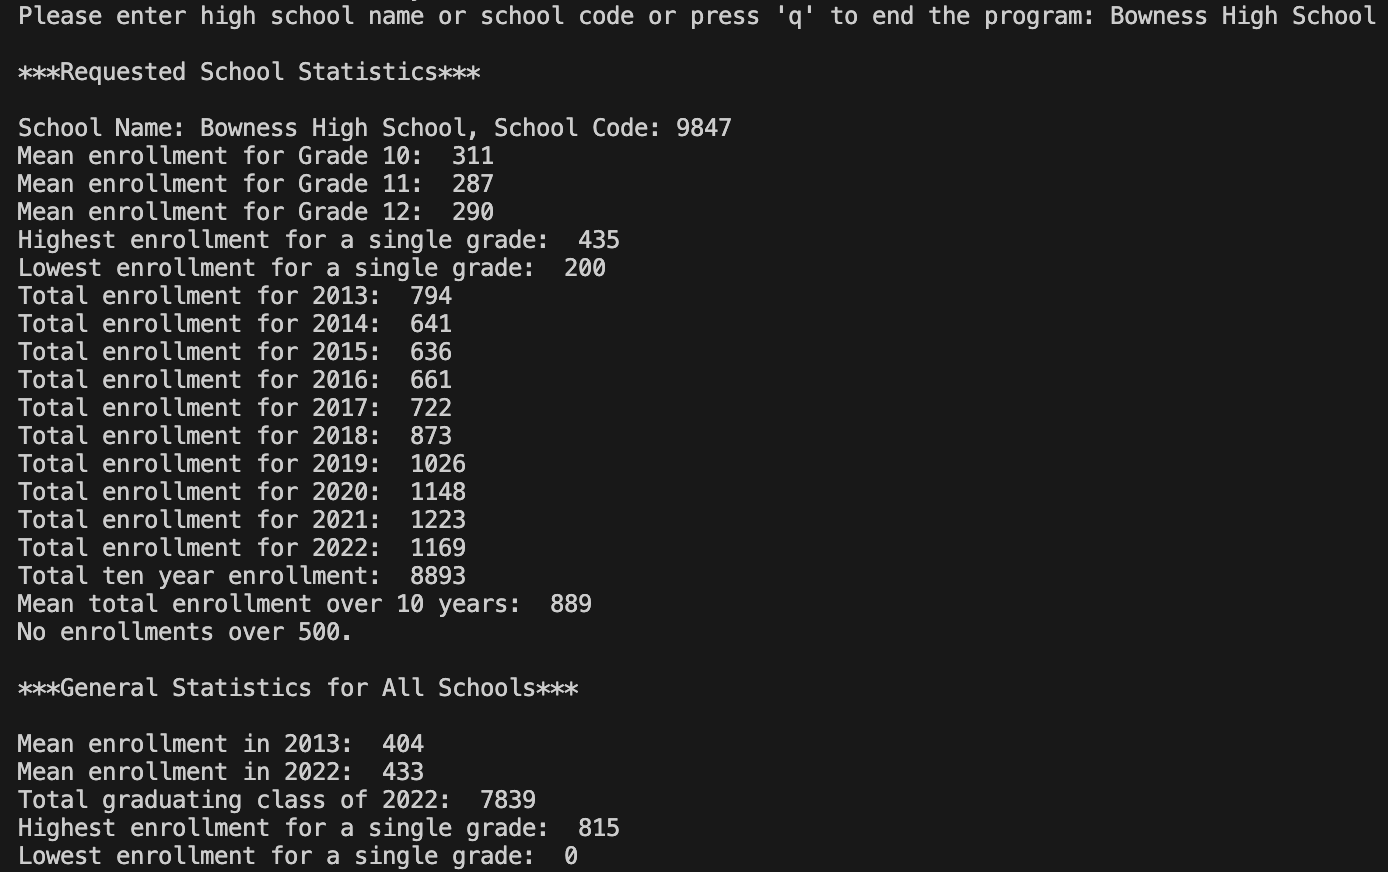 Please enter high school name or school code or press 'q' to end the program: Bowness High School
***Requested School Statistics***
School Name: Bowness High School, School Code: 9847
Mean enrollment for Grade 10:  311
Mean enrollment for Grade 11:  287
Mean enrollment for Grade 12:  290
Highest enrollment for a single grade:  435
Lowest enrollment for a single grade:  200
Total enrollment for 2013:  794
Total enrollment for 2014:  641
Total enrollment for 2015:  636
Total enrollment for 2016:  661
Total enrollment for 2017:  722
Total enrollment for 2018:  873
Total enrollment for 2019:  1026
Total enrollment for 2020:  1148
Total enrollment for 2021:  1223
Total enrollment for 2022:  1169
Total ten year enrollment:  8893
Mean total enrollment over 10 years:  889
No enrollments over 500.
***General Statistics for All Schools***
Mean enrollment in 2013:  404
Mean enrollment in 2022:  433
Total graduating class of 2022:  7839
Highest enrollment for a single grade:  815
Lowest enrollment for a single grade:  0